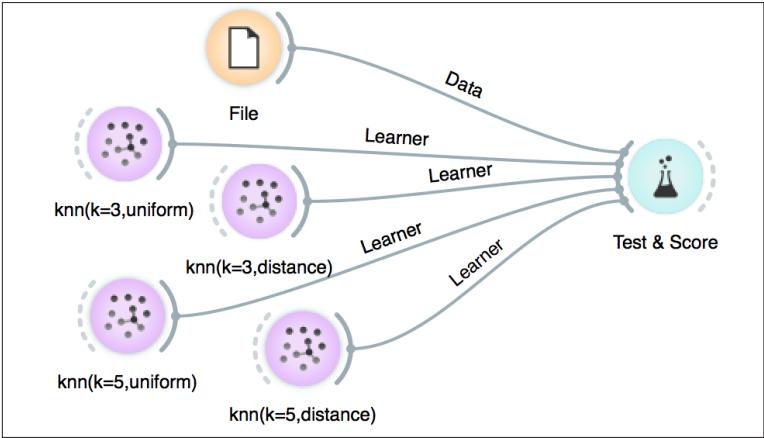 Data
File
Learner
Learner
knn(k=3,uniform)
Test & Score
Learner
knn(k=3,distance)
Learner
knn(k=5,uniform)
knn(k=5,distance)